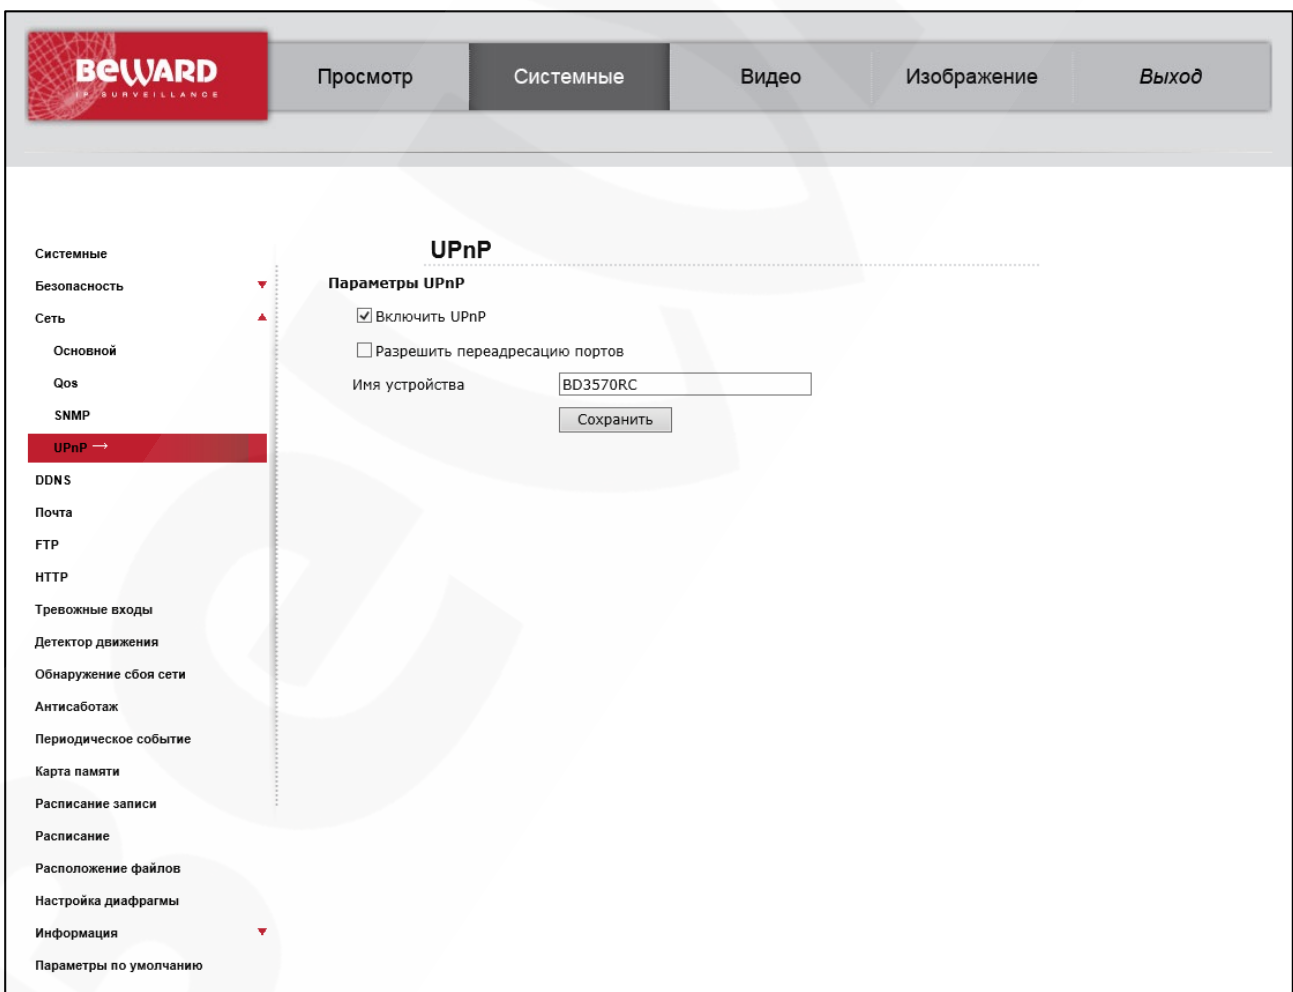 BEWARD
IP SURVEILLANCE
Просмотр
Системные
Видео
Изображение
Выход
UPnP
Системные
Безопасность
Сеть
Основной
Qos
SNMP
UPnP →
DDNS
Почта
FTP
HTTP
Тревожные входы
Детектор движения
Обнаружение сбоя сети
Антисаботаж
Периодическое событие
Карта памяти
Расписание записи
Расписание
Расположение файлов
Настройка диафрагмы
Информация
Параметры по умолчанию
Параметры UPnP
Включить UPnP
Разрешить переадресацию портов
Имя устройства
BD3570RC
Сохранить